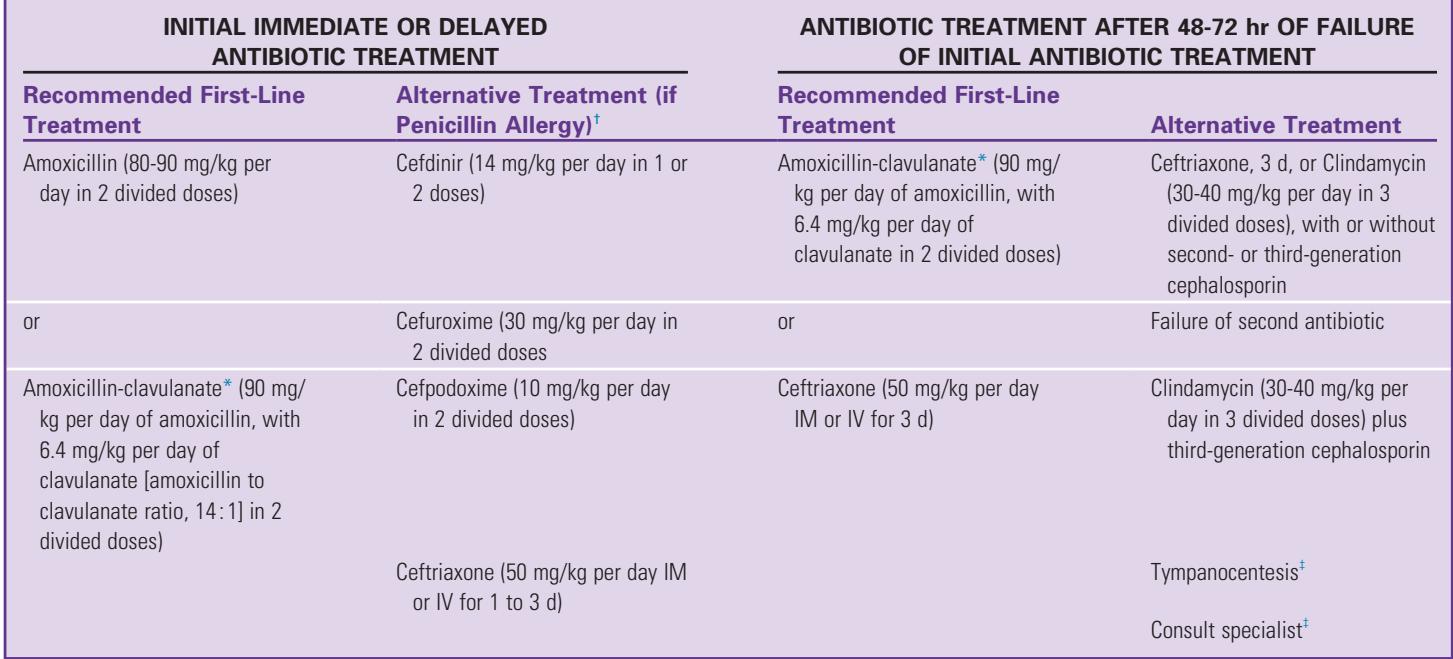 INITIAL IMMEDIATE OR DELAYED
ANTIBIOTIC TREATMENT
ANTIBIOTIC TREATMENT AFTER 48-72 hr OF FAILURE
OF INITIAL ANTIBIOTIC TREATMENT
Recommended First-Line
Treatment
Alternative Treatment (if
Penicillin Allergy)†
Recommended First-Line
Treatment
Alternative Treatment
Amoxicillin (80-90 mg/kg per
day in 2 divided doses)
Cefdinir (14 mg/kg per day in 1 or
2 doses)
Amoxicillin-clavulanate* (90 mg/
kg per day of amoxicillin, with
6.4 mg/kg per day of
clavulanate in 2 divided doses)
Ceftriaxone, 3 d, or Clindamycin
(30-40 mg/kg per day in 3
divided doses), with or without
second- or third-generation
cephalosporin
or
Cefuroxime (30 mg/kg per day in
2 divided doses
or
Failure of second antibiotic
Amoxicillin-clavulanate* (90 mg/
kg per day of amoxicillin, with
6.4 mg/kg per day of
clavulanate [amoxicillin to
clavulanate ratio, 14:1] in 2
divided doses)
Cefpodoxime (10 mg/kg per day
in 2 divided doses)
Ceftriaxone (50 mg/kg per day
IM or IV for 3 d)
Clindamycin (30-40 mg/kg per
day in 3 divided doses) plus
third-generation cephalosporin
Ceftriaxone (50 mg/kg per day IM
or IV for 1 to 3 d)
Tympanocentesis‡
Consult specialist‡